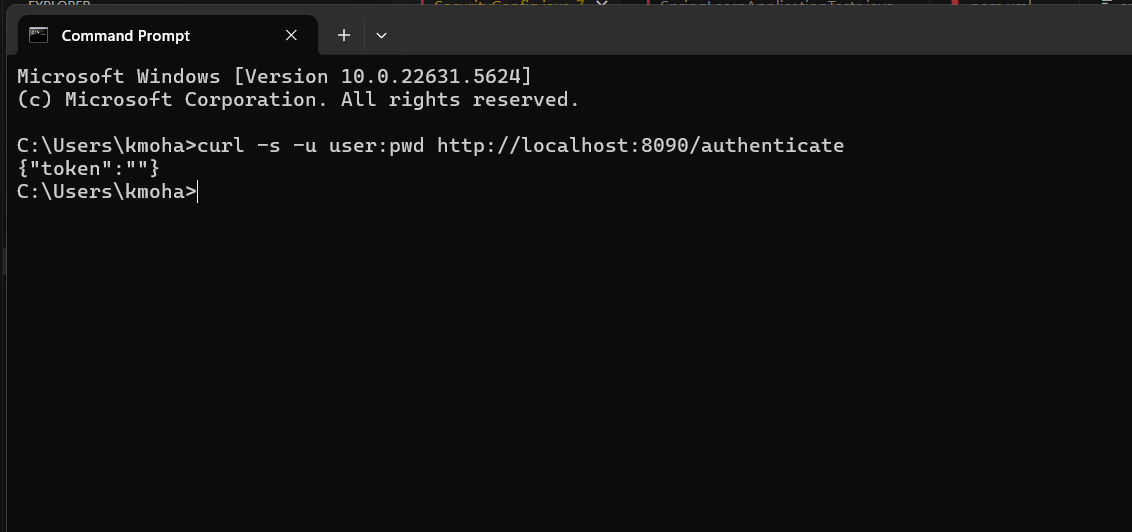 Command Prompt
Microsoft Windows [Version 10.0.22631.5624]
(c) Microsoft Corporation. All rights reserved.
C:\Users\kmoha>curl -s -u user:pwd http://localhost:8090/authenticate
{"token":""}
C:\Users\kmoha>